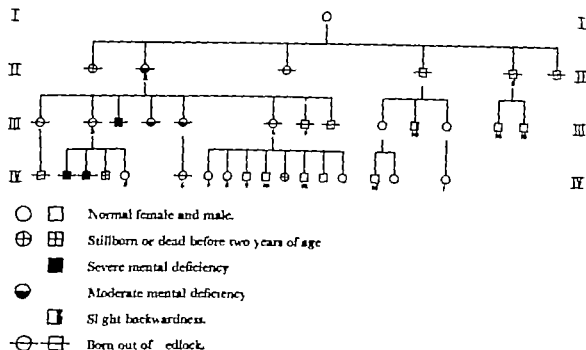 I I
II II
III III
IV IV
Normal female and male.
Stillborn or dead before two years of age
Severe mental deficiency
Moderate mental deficiency
Sl ght backwardness.
Born out of edlock.